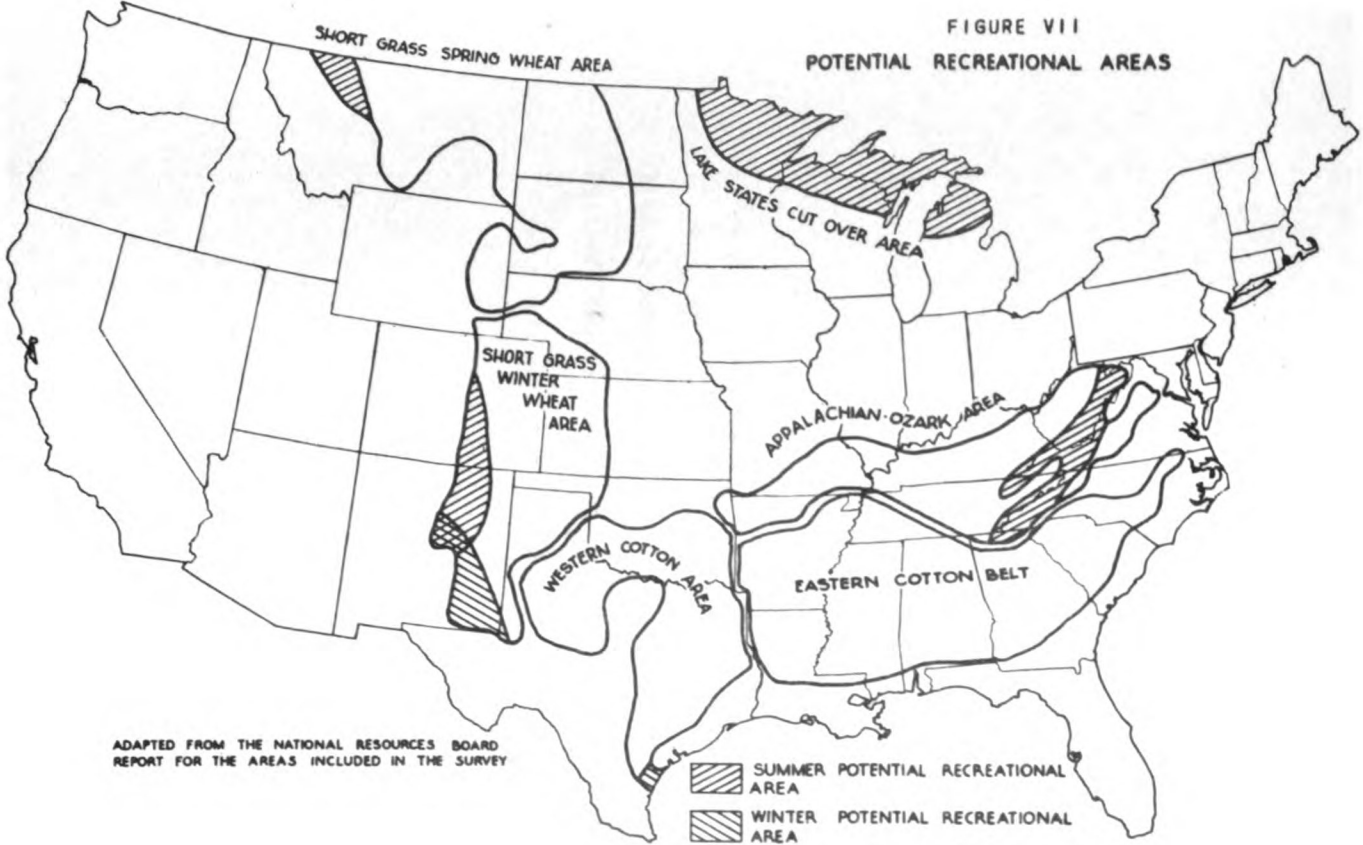 FIGURE VII
POTENTIAL RECREATIONAL AREAS
SHORT GRASS SPRING WHEAT AREA
LAKE STATES CUT OVER AREA
SHORT GRASS
WINTER
WHEAT
AREA
APPALACHIAN-OZARK AREA
WESTERN COTTON AREA
EASTERN COTTON BELT
ADAPTED FROM THE NATIONAL RESOURCES BOARD
REPORT FOR THE AREAS INCLUDED IN THE SURVEY
SUMMER POTENTIAL RECREATIONAL
AREA
WINTER POTENTIAL RECREATIONAL
AREA